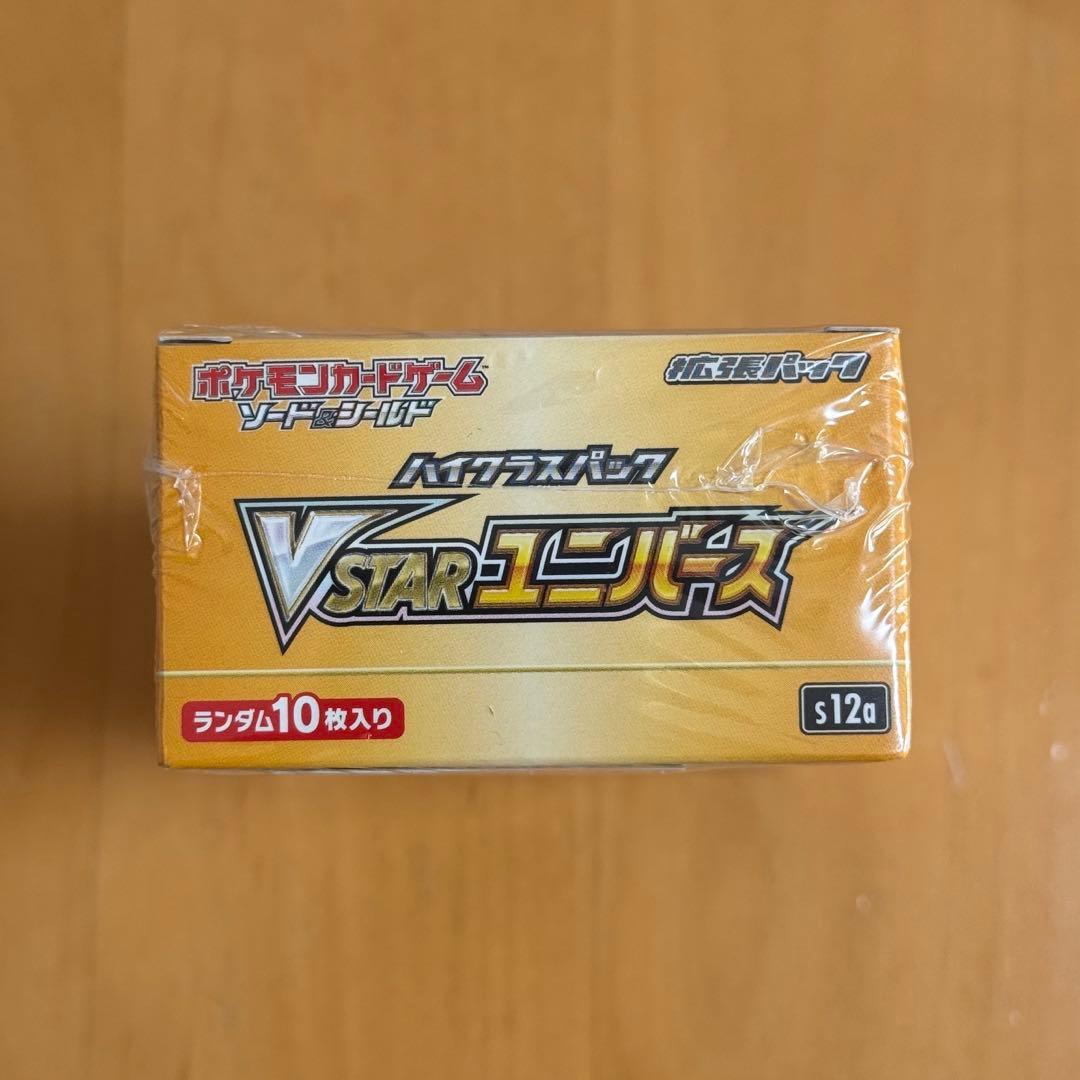 ポケモンカードゲーム™
ソード&シールド
拡張パック
ハイクラスパック
VSTARユニバース
ランダム10枚入り
s12a